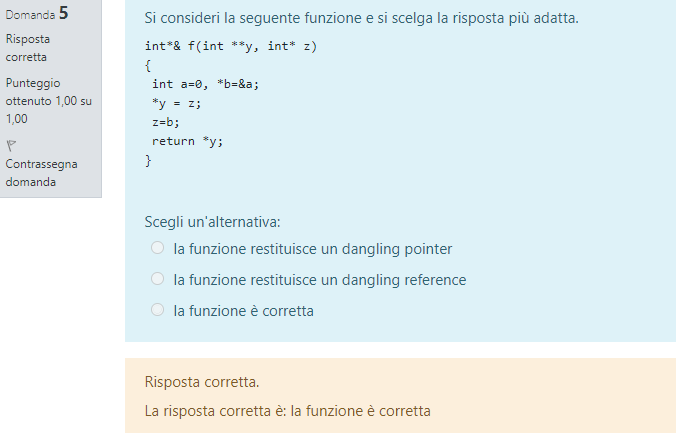 Domanda 5
Risposta
corretta
Punteggio
ottenuto 1,00 su
1,00
Contrassegna
domanda
Si consideri la seguente funzione e si scelga la risposta più adatta.
int*& f(int **y, int* z)
{
int a=0, *b=&a;
*y = z;
z=b;
return *y;
}
Scegli un'alternativa:
la funzione restituisce un dangling pointer
la funzione restituisce un dangling reference
la funzione è corretta
Risposta corretta.
La risposta corretta è: la funzione è corretta